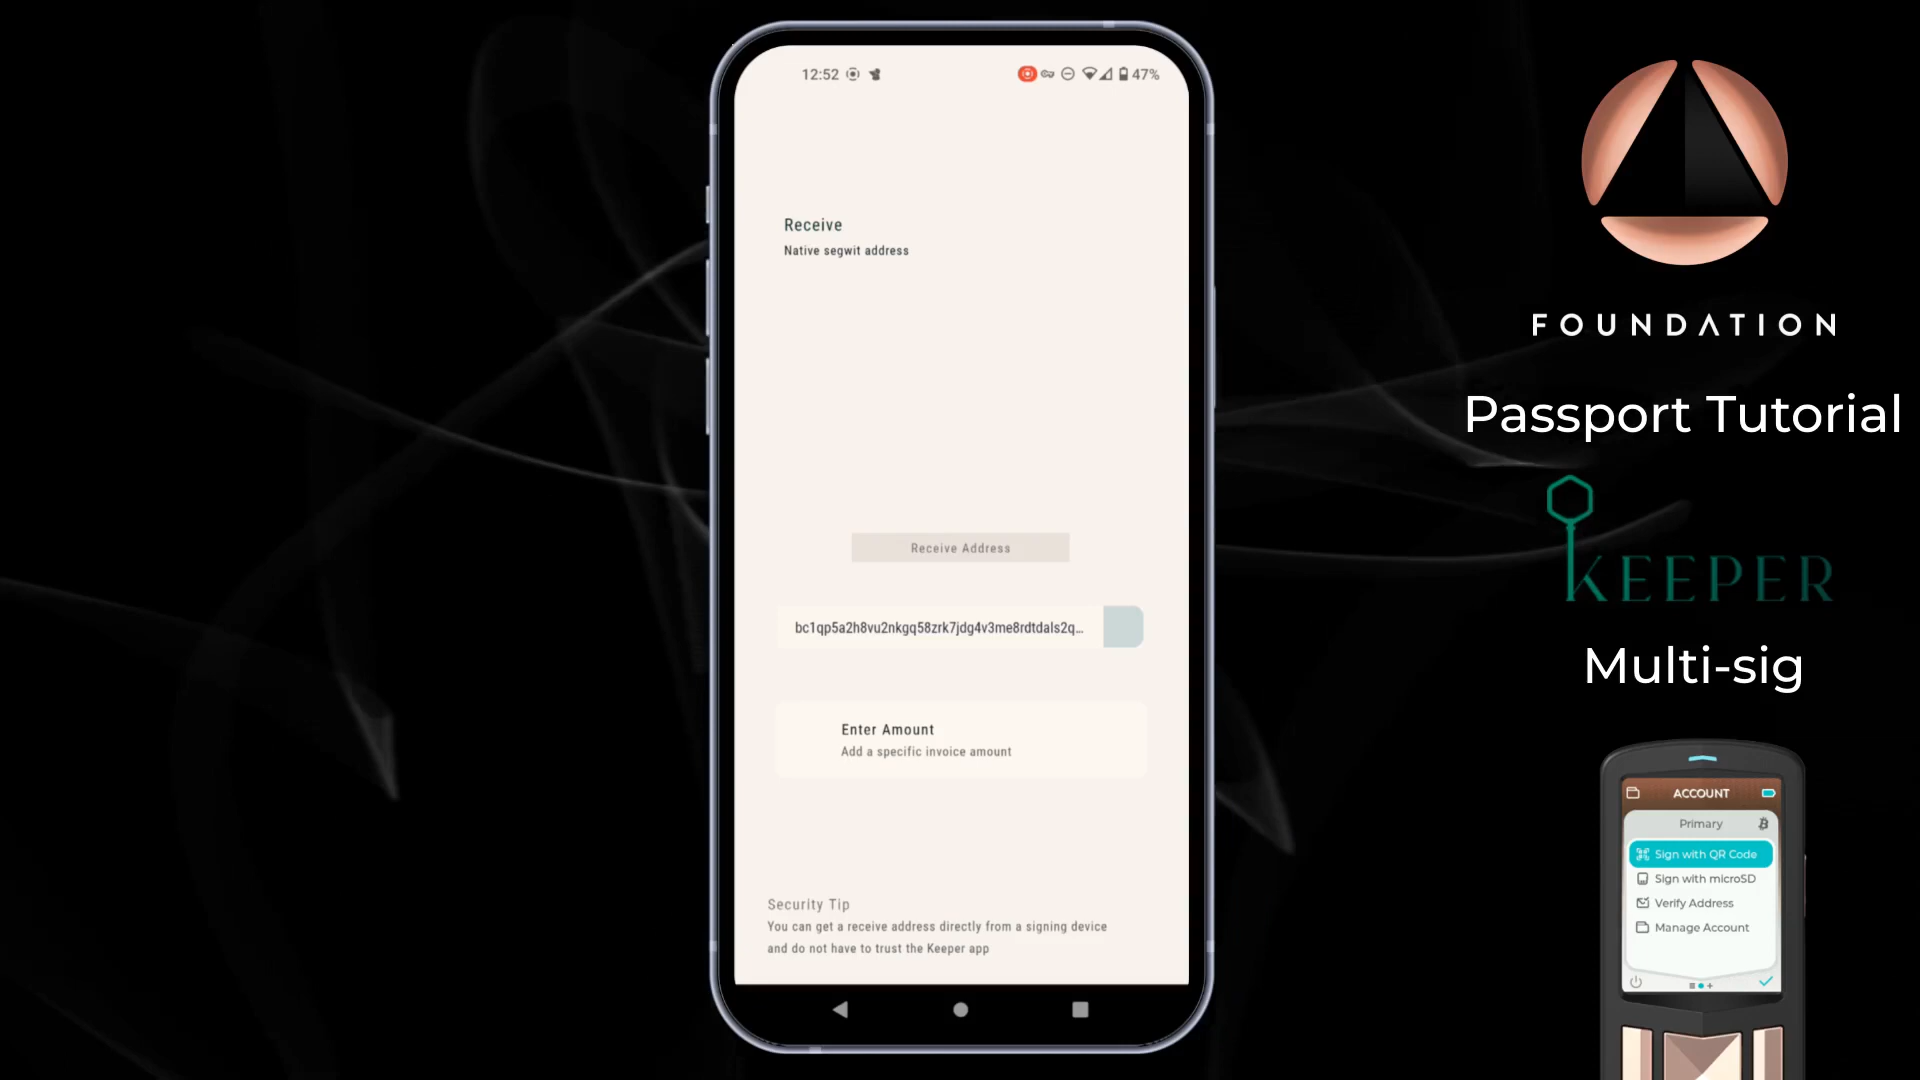 12:52
47%
Receive
Native segwit address
Receive Address
bc1qp5a2h8vu2nkgq58zrk7jdg4v3me8rdtdals2q...
Enter Amount
Add a specific invoice amount
Security Tip
You can get a receive address directly from a signing device
and do not have to trust the Keeper app
FOUNDATION
Passport Tutorial
KEEPER
Multi-sig
ACCOUNT
Primary
Sign with QR Code
Sign with microSD
Verify Address
Manage Account